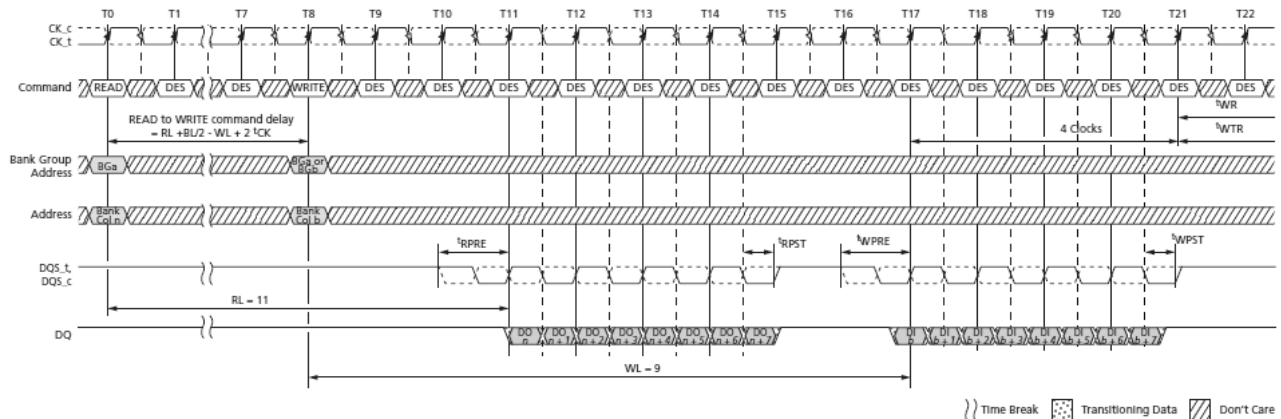 T0 T1 T7 T8 T9 T10 T11 T12 T13 T14 T15 T16 T17 T18 T19 T20 T21 T22
CK_c
CK_t
Command READ DES DES WRITE DES DES DES DES DES DES DES DES DES DES DES DES DES DES
READ to WRITE command delay
= RL +BL/2 - WL + 2 tCK
tWR
4 Clocks
tWTR
Bank Group
Address
BGa
BGa or
BGb
Address
Bank
Col n
Bank
Col b
tRPRE tRPST tWPRE tWPST
DQS_t,
DQS_c
RL = 11
DQ
DO
n
DO
n + 1
DO
n + 2
DO
n + 3
DO
n + 4
DO
n + 5
DO
n + 6
DO
n + 7
DI
n
DI
b + 1
DI
b + 2
DI
b + 3
DI
b + 4
DI
b + 5
DI
b + 6
DI
b + 7
WL = 9
Time Break Transitioning Data Don't Care